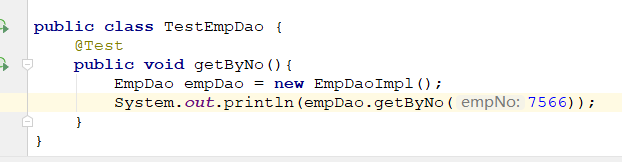 public class TestEmpDao {
@Test
public void getByNo(){
EmpDao empDao = new EmpDaoImpl();
System.out.println(empDao.getByNo( empNo: 7566));
}
}